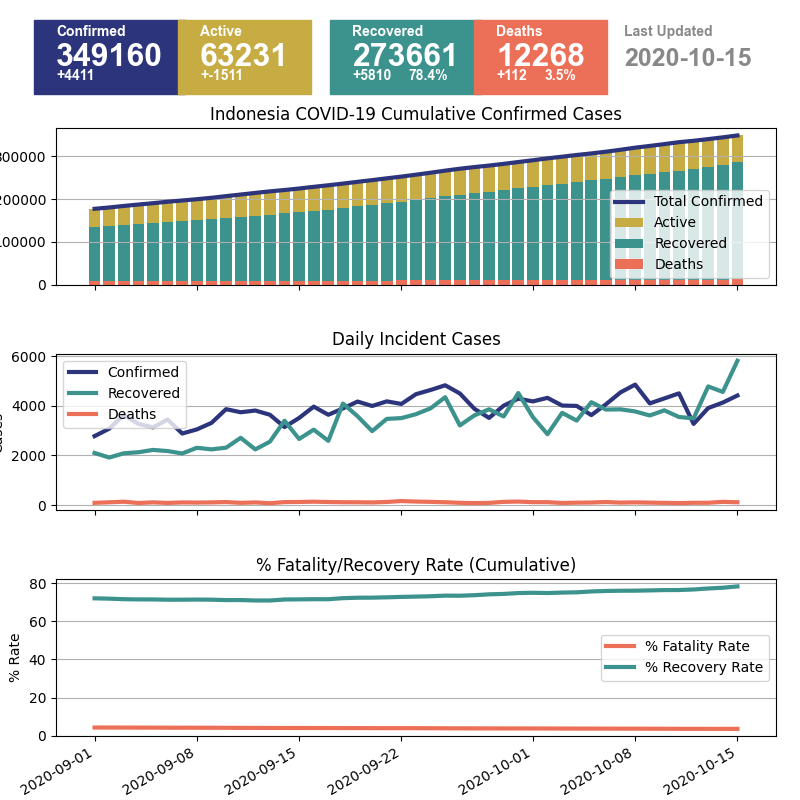 Confirmed
349160
+4411
Active
63231
+-1511
Recovered
273661
+5810 78.4%
Deaths
12268
+112 3.5%
Last Updated
2020-10-15
Indonesia COVID-19 Cumulative Confirmed Cases
200000
100000
0
Total Confirmed
Active
Recovered
Deaths
Daily Incident Cases
6000
4000
2000
0
Confirmed
Recovered
Deaths
% Fatality/Recovery Rate (Cumulative)
% Rate
80
60
40
20
0
% Fatality Rate
% Recovery Rate
2020-09-01
2020-09-08
2020-09-15
2020-09-22
2020-10-01
2020-10-08
2020-10-15